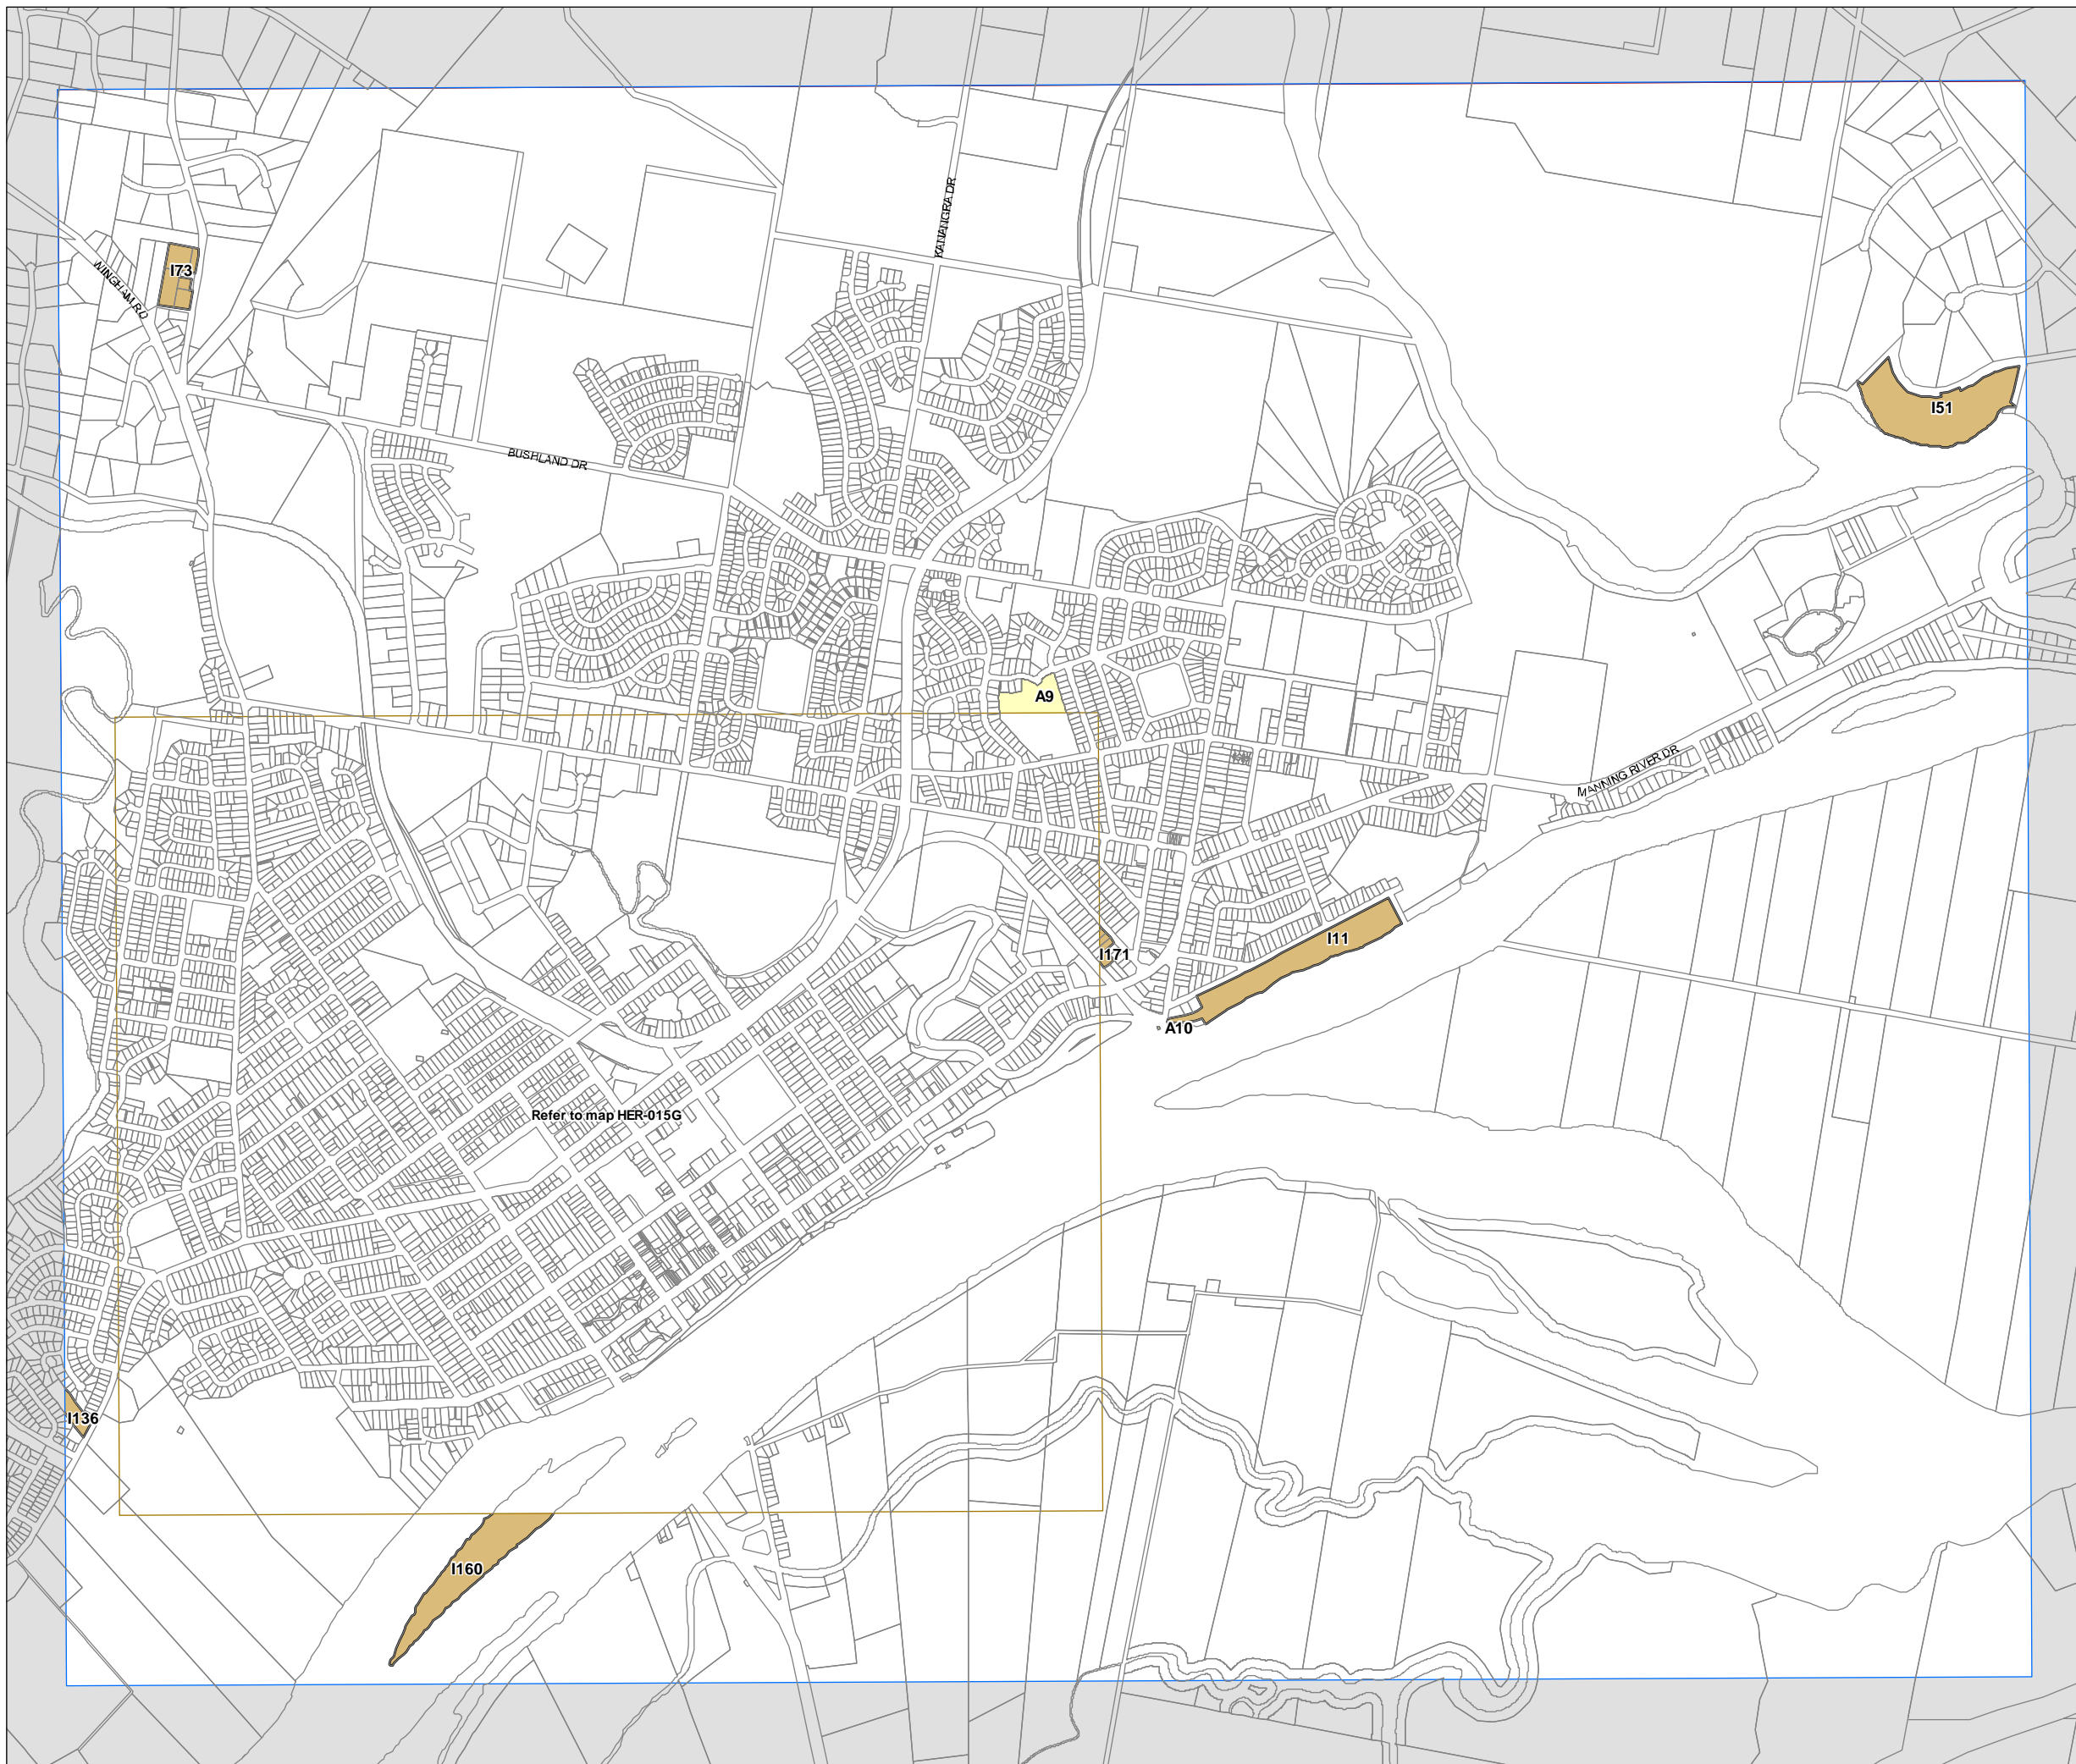 KANANGRA DR
I73
WINGHAM RD
I51
BUSHLAND DR
A9
MANNING RIVER DR
I11
I171
A10
Refer to map HER-015G
I136
I160